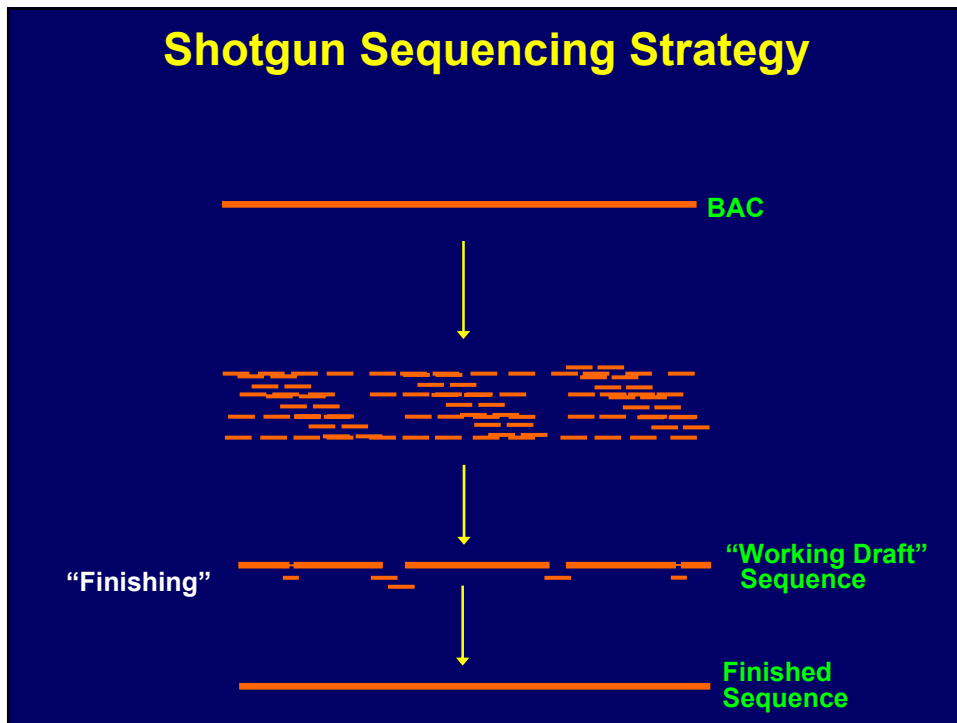 Shotgun Sequencing Strategy
BAC
“Working Draft”
Sequence
“Finishing”
Finished
Sequence